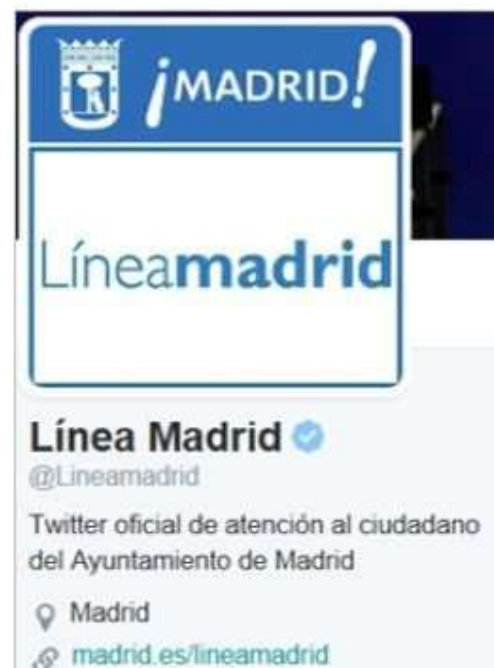 ¡MADRID!
Líneamadrid
Línea Madrid
@Lineamadrid
Twitter oficial de atención al ciudadano
del Ayuntamiento de Madrid
Madrid
madrid.es/lineamadrid